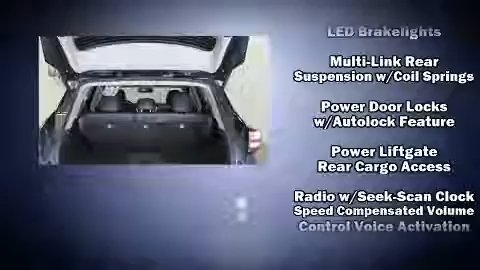 LED Brakelights
Multi-Link Rear
Suspension w/Coil Springs
Power Door Locks
w/Autolock Feature
Power Liftgate
Rear Cargo Access
Radio w/Seek-Scan Clock
Speed Compensated Volume
Control Voice Activation